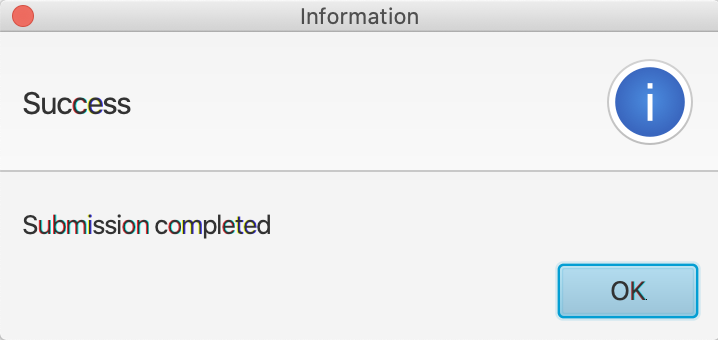 Information
Success
i
Submission completed
OK